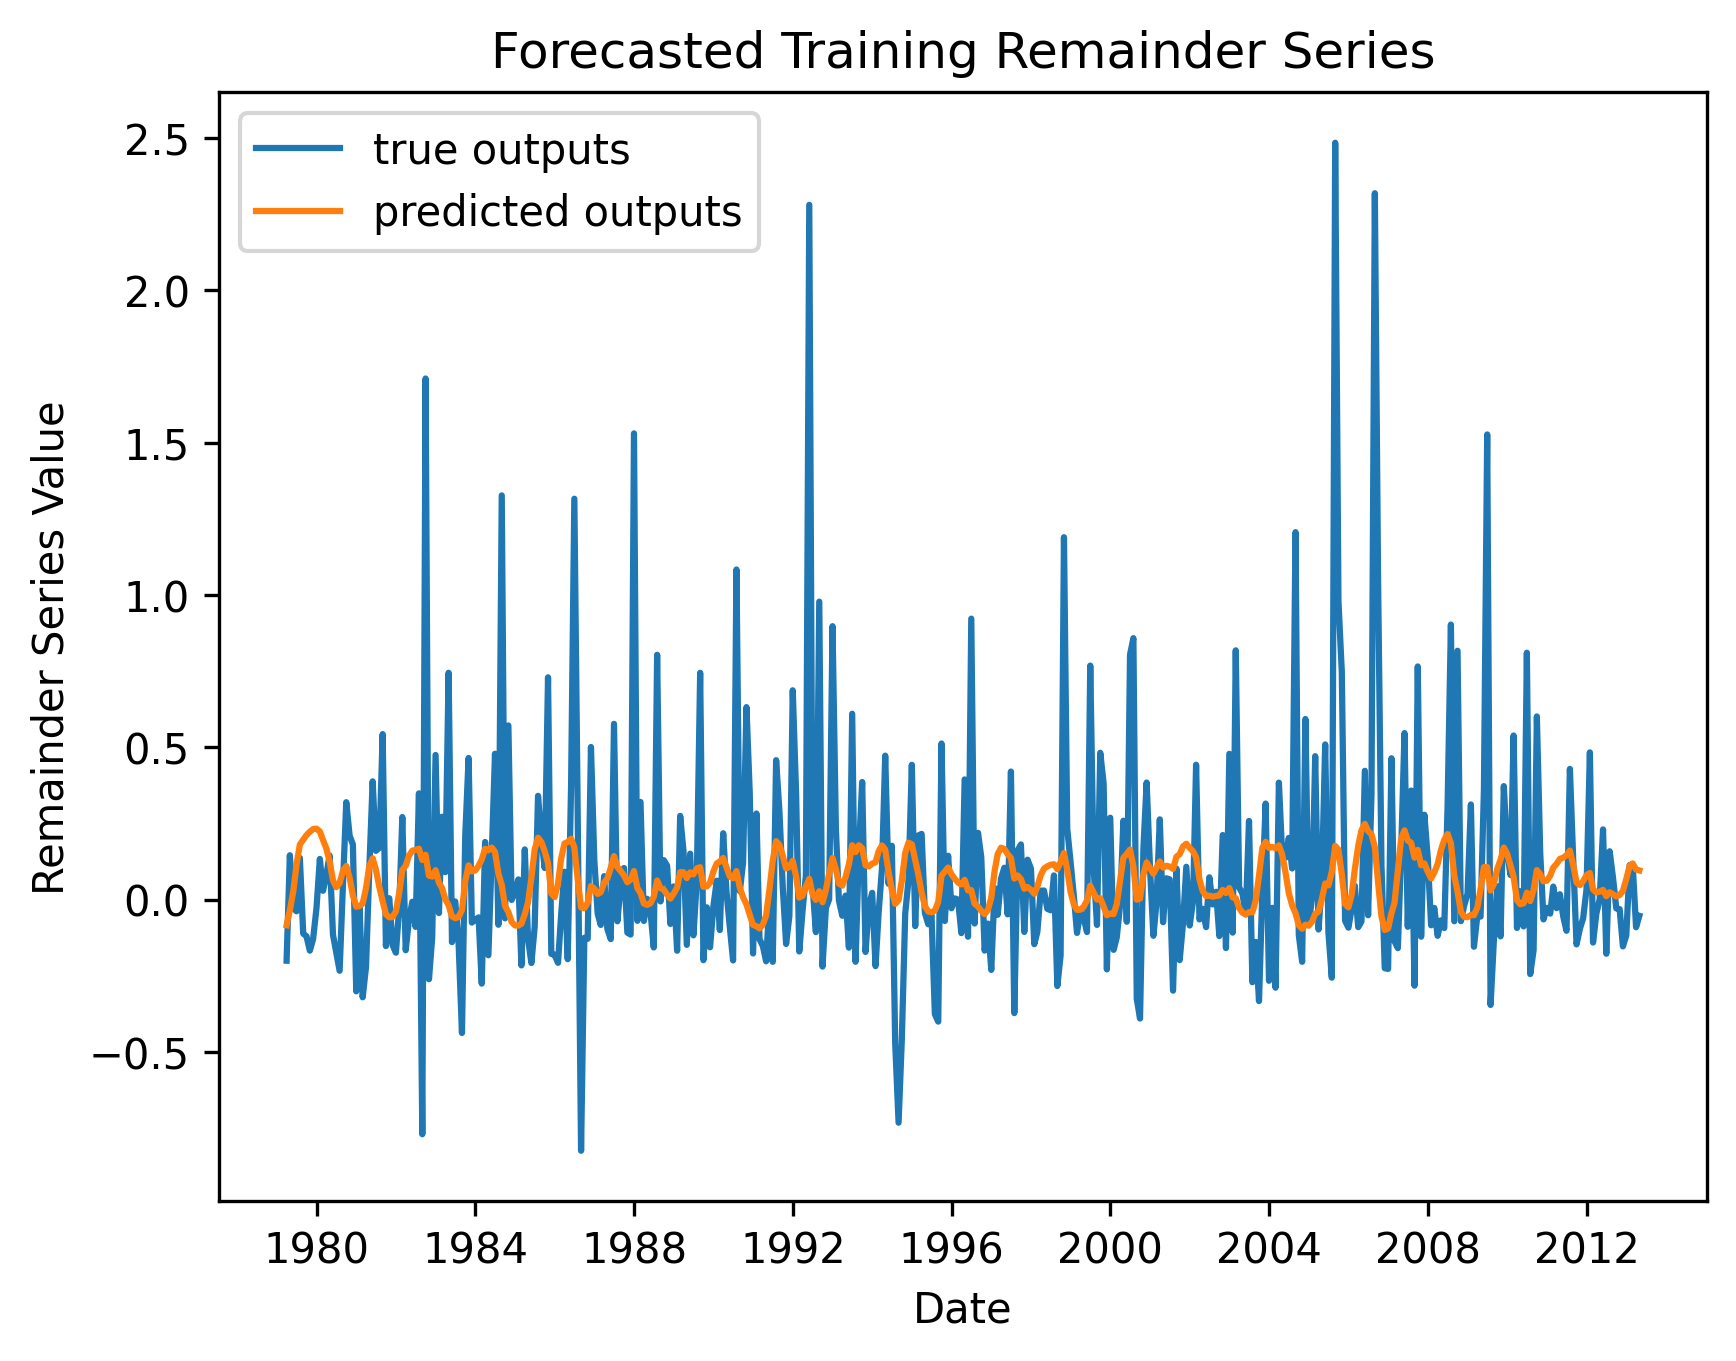 Forecasted Training Remainder Series
true outputs
predicted outputs
2.5
2.0
1.5
1.0
0.5
0.0
−0.5
Remainder Series Value
1980 1984 1988 1992 1996 2000 2004 2008 2012
Date